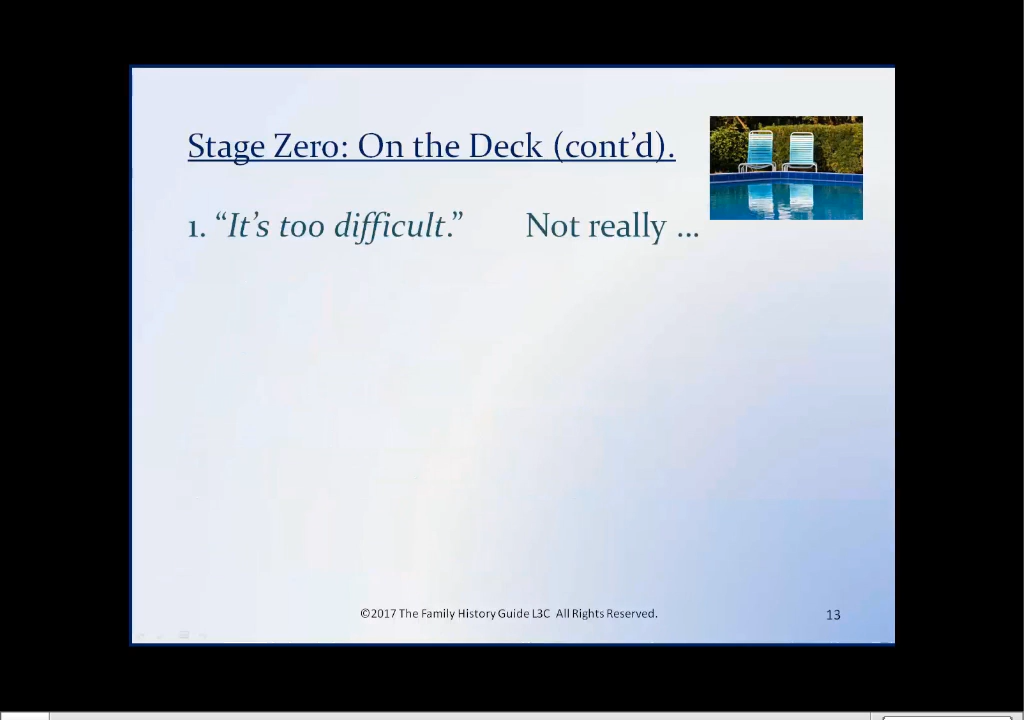 Stage Zero: On the Deck (cont’d).
1. “It’s too difficult.” Not really ...
©2017 The Family History Guide L3C All Rights Reserved.
13